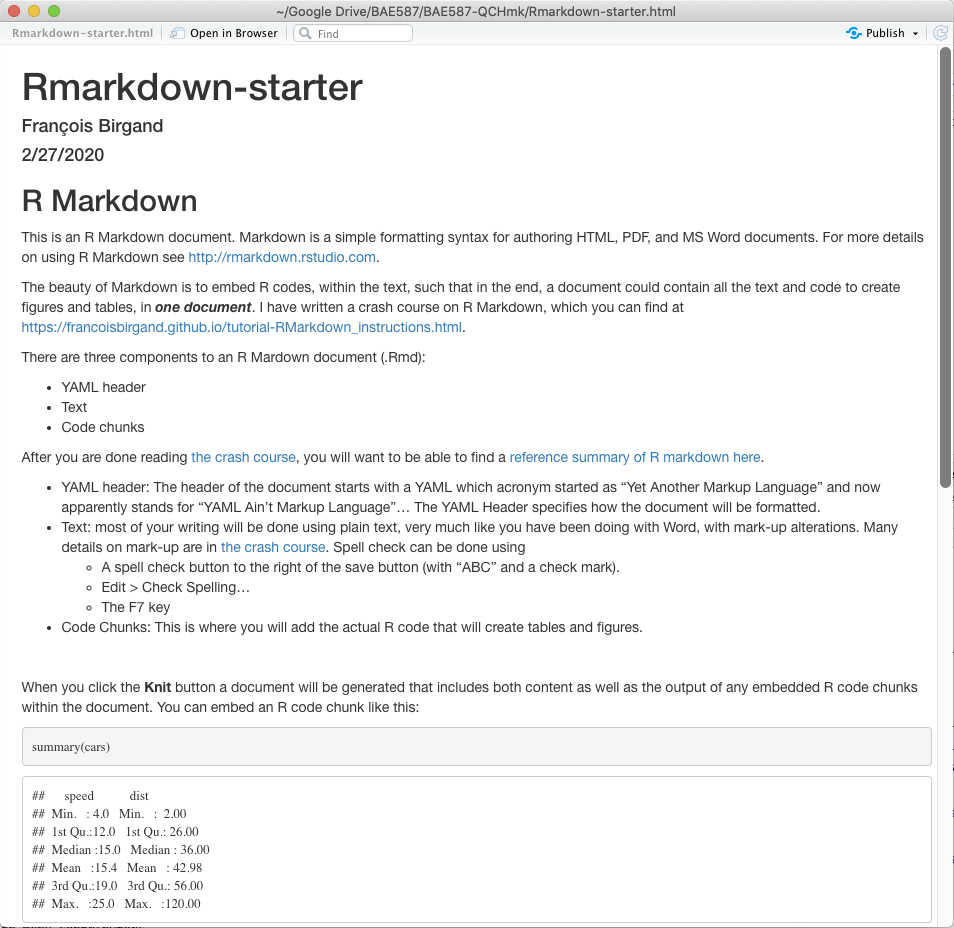 ~/Google Drive/BAE587/BAE587-QCHmk/Rmarkdown-starter.html
Rmarkdown-starter.html Open in Browser Find Publish
Rmarkdown-starter
François Birgand
2/27/2020
R Markdown
This is an R Markdown document. Markdown is a simple formatting syntax for authoring HTML, PDF, and MS Word documents. For more details
on using R Markdown see http://rmarkdown.rstudio.com.
The beauty of Markdown is to embed R codes, within the text, such that in the end, a document could contain all the text and code to create
figures and tables, in one document. I have written a crash course on R Markdown, which you can find at
https://francoisbirgand.github.io/tutorial-RMarkdown_instructions.html.
There are three components to an R Mardown document (.Rmd):
• YAML header
• Text
• Code chunks
After you are done reading the crash course, you will want to be able to find a reference summary of R markdown here.
• YAML header: The header of the document starts with a YAML which acronym started as “Yet Another Markup Language” and now
apparently stands for “YAML Ain’t Markup Language”… The YAML Header specifies how the document will be formatted.
• Text: most of your writing will be done using plain text, very much like you have been doing with Word, with mark-up alterations. Many
details on mark-up are in the crash course. Spell check can be done using
◦ A spell check button to the right of the save button (with “ABC” and a check mark).
◦ Edit > Check Spelling…
◦ The F7 key
• Code Chunks: This is where you will add the actual R code that will create tables and figures.
When you click the Knit button a document will be generated that includes both content as well as the output of any embedded R code chunks
within the document. You can embed an R code chunk like this:
summary(cars)
##      speed           dist
##  Min.   : 4.0   Min.   :  2.00
##  1st Qu.:12.0   1st Qu.: 26.00
##  Median :15.0   Median : 36.00
##  Mean   :15.4   Mean   : 42.98
##  3rd Qu.:19.0   3rd Qu.: 56.00
##  Max.   :25.0   Max.   :120.00